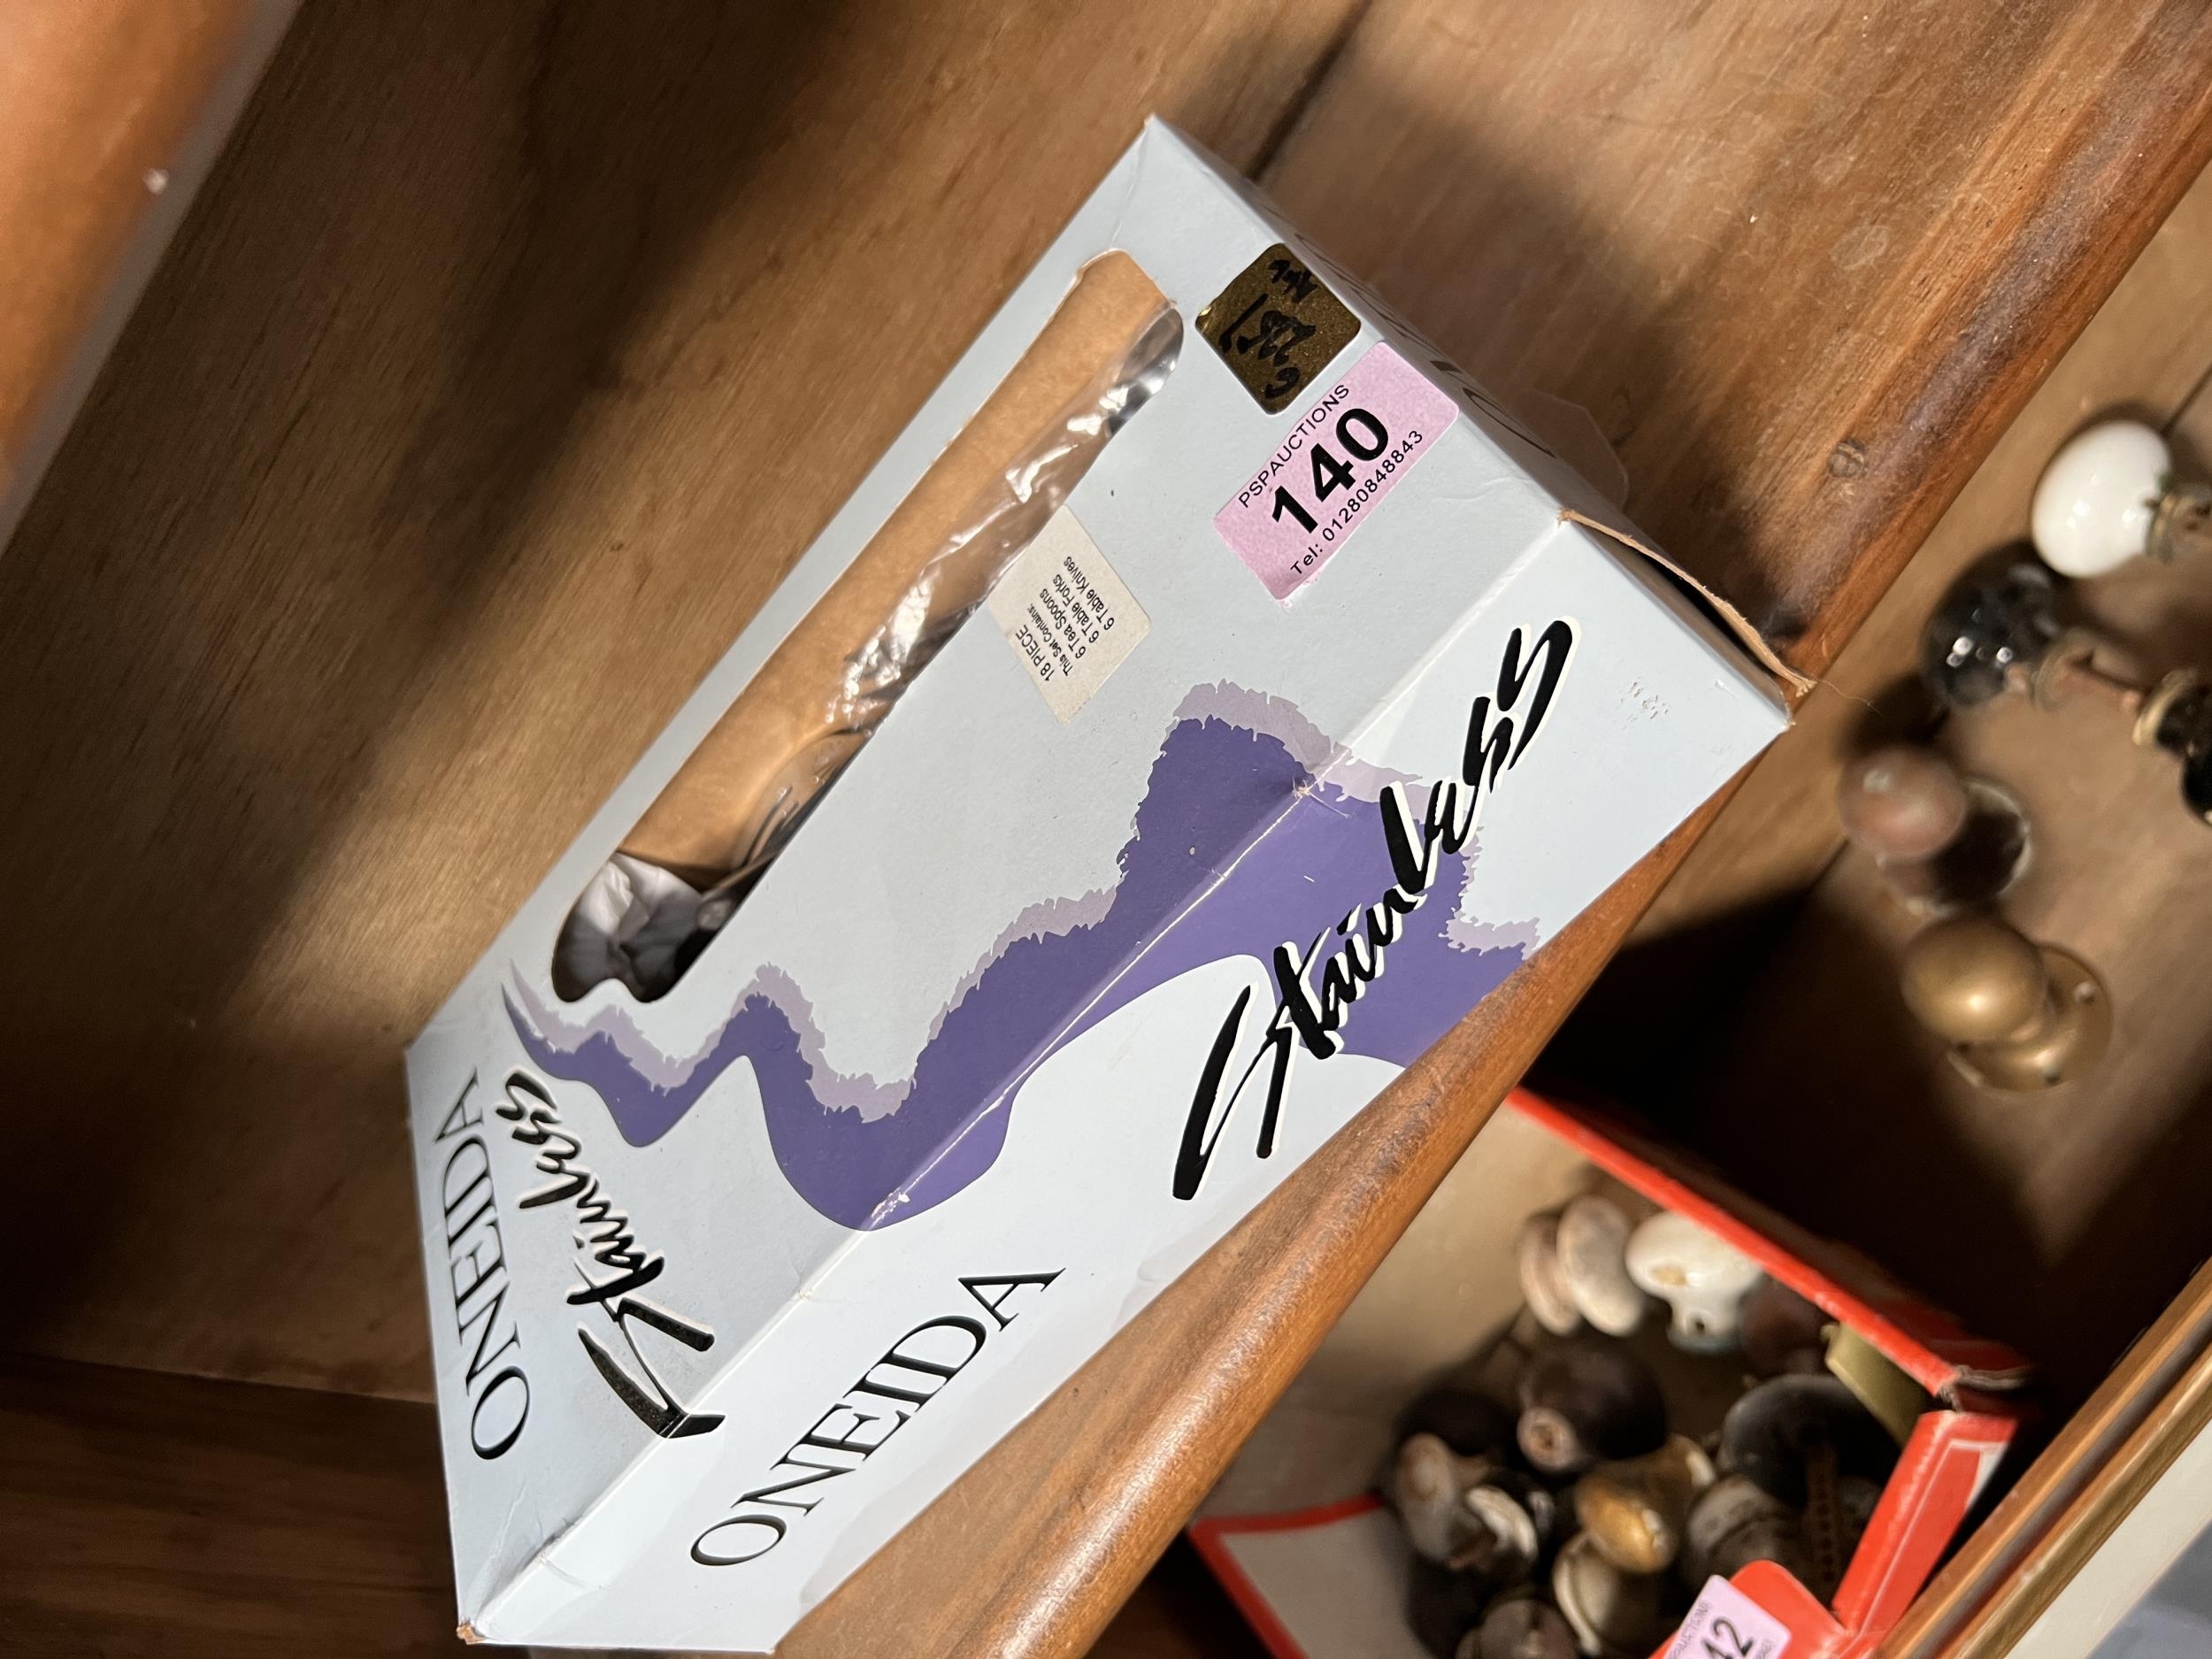 ONEIDA
Stainless
18 PIECE
This Set Contains:
6 Tea Spoons
6 Table Forks
6 Table Knives
PSPAUCTIONS
140
Tel: 01280848843
ONEIDA
Stainless